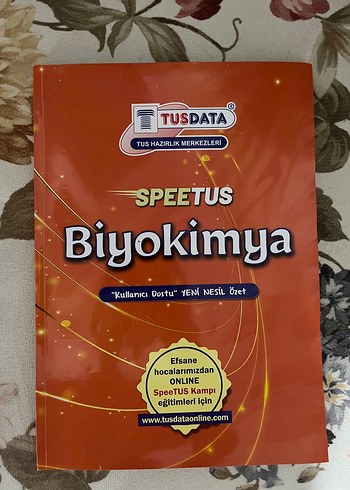 T TUSDATA ®
TUS HAZIRLIK MERKEZLERİ
SPEETUS
Biyokimya
"Kullanıcı Dostu" YENİ NESİL Özet
Efsane
hocalarımızdan
ONLINE
SpeeTUS Kampı
eğitimleri için
www.tusdataonline.com